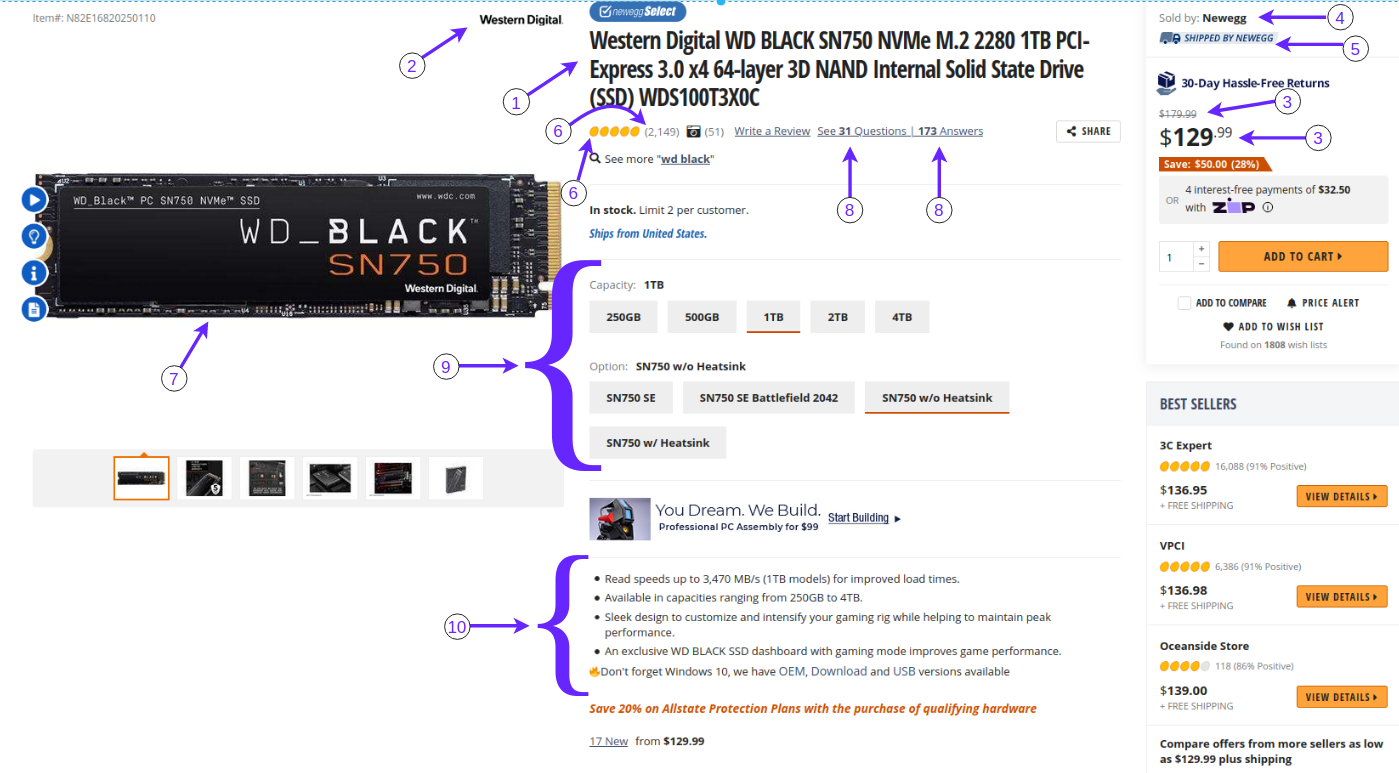 Item#: N82E16820250110
Western Digital.
2
WD_Black™ PC SN750 NVMe™ SSD
www.wdc.com
WD_BLACK™
SN750
Western Digital.
7
newegg Select
Western Digital WD BLACK SN750 NVMe M.2 2280 1TB PCI-
Express 3.0 x4 64-layer 3D NAND Internal Solid State Drive
(SSD) WDS100T3X0C
1
6
(2,149) (51) Write a Review See 31 Questions | 173 Answers
SHARE
See more "wd black"
6
8
8
In stock. Limit 2 per customer.
Ships from United States.
9
Capacity: 1TB
250GB 500GB 1TB 2TB 4TB
Option: SN750 w/o Heatsink
SN750 SE SN750 SE Battlefield 2042 SN750 w/o Heatsink
SN750 w/ Heatsink
You Dream. We Build.
Professional PC Assembly for $99
Start Building
10
• Read speeds up to 3,470 MB/s (1TB models) for improved load times.
• Available in capacities ranging from 250GB to 4TB.
• Sleek design to customize and intensify your gaming rig while helping to maintain peak
performance.
• An exclusive WD BLACK SSD dashboard with gaming mode improves game performance.
🔥Don't forget Windows 10, we have OEM, Download and USB versions available
Save 20% on Allstate Protection Plans with the purchase of qualifying hardware
17 New from $129.99
Sold by: Newegg
4
SHIPPED BY NEWEGG
5
30-Day Hassle-Free Returns
3
$179.99
$129.99
3
Save: $50.00 (28%)
OR
4 interest-free payments of $32.50
with ZIP
1
+
−
ADD TO CART
ADD TO COMPARE
PRICE ALERT
ADD TO WISH LIST
Found on 1808 wish lists
BEST SELLERS
3C Expert
16,088 (91% Positive)
$136.95
+ FREE SHIPPING
VIEW DETAILS
VPCI
6,386 (91% Positive)
$136.98
+ FREE SHIPPING
VIEW DETAILS
Oceanside Store
118 (86% Positive)
$139.00
+ FREE SHIPPING
VIEW DETAILS
Compare offers from more sellers as low
as $129.99 plus shipping